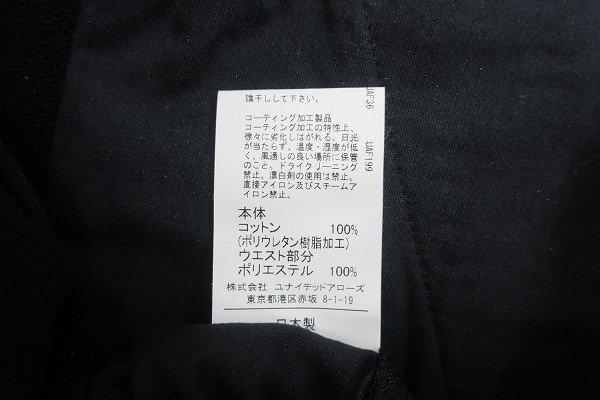 陰干しして下さい。
コーティング加工製品
コーティング加工の特性上、
徐々に劣化しはがれる。日光
が当たらず、温度・湿度が低
く、風通しの良い場所に保管
のこと。ドライクリーニング
禁止、漂白剤の使用は禁止。
直接アイロン及びスチームア
イロン禁止。
本体
コットン 100%
(ポリウレタン樹脂加工)
ウエスト部分
ポリエステル 100%
株式会社 ユナイテッドアローズ
東京都港区赤坂 8-1-19
日本製
UAF36 UAF199